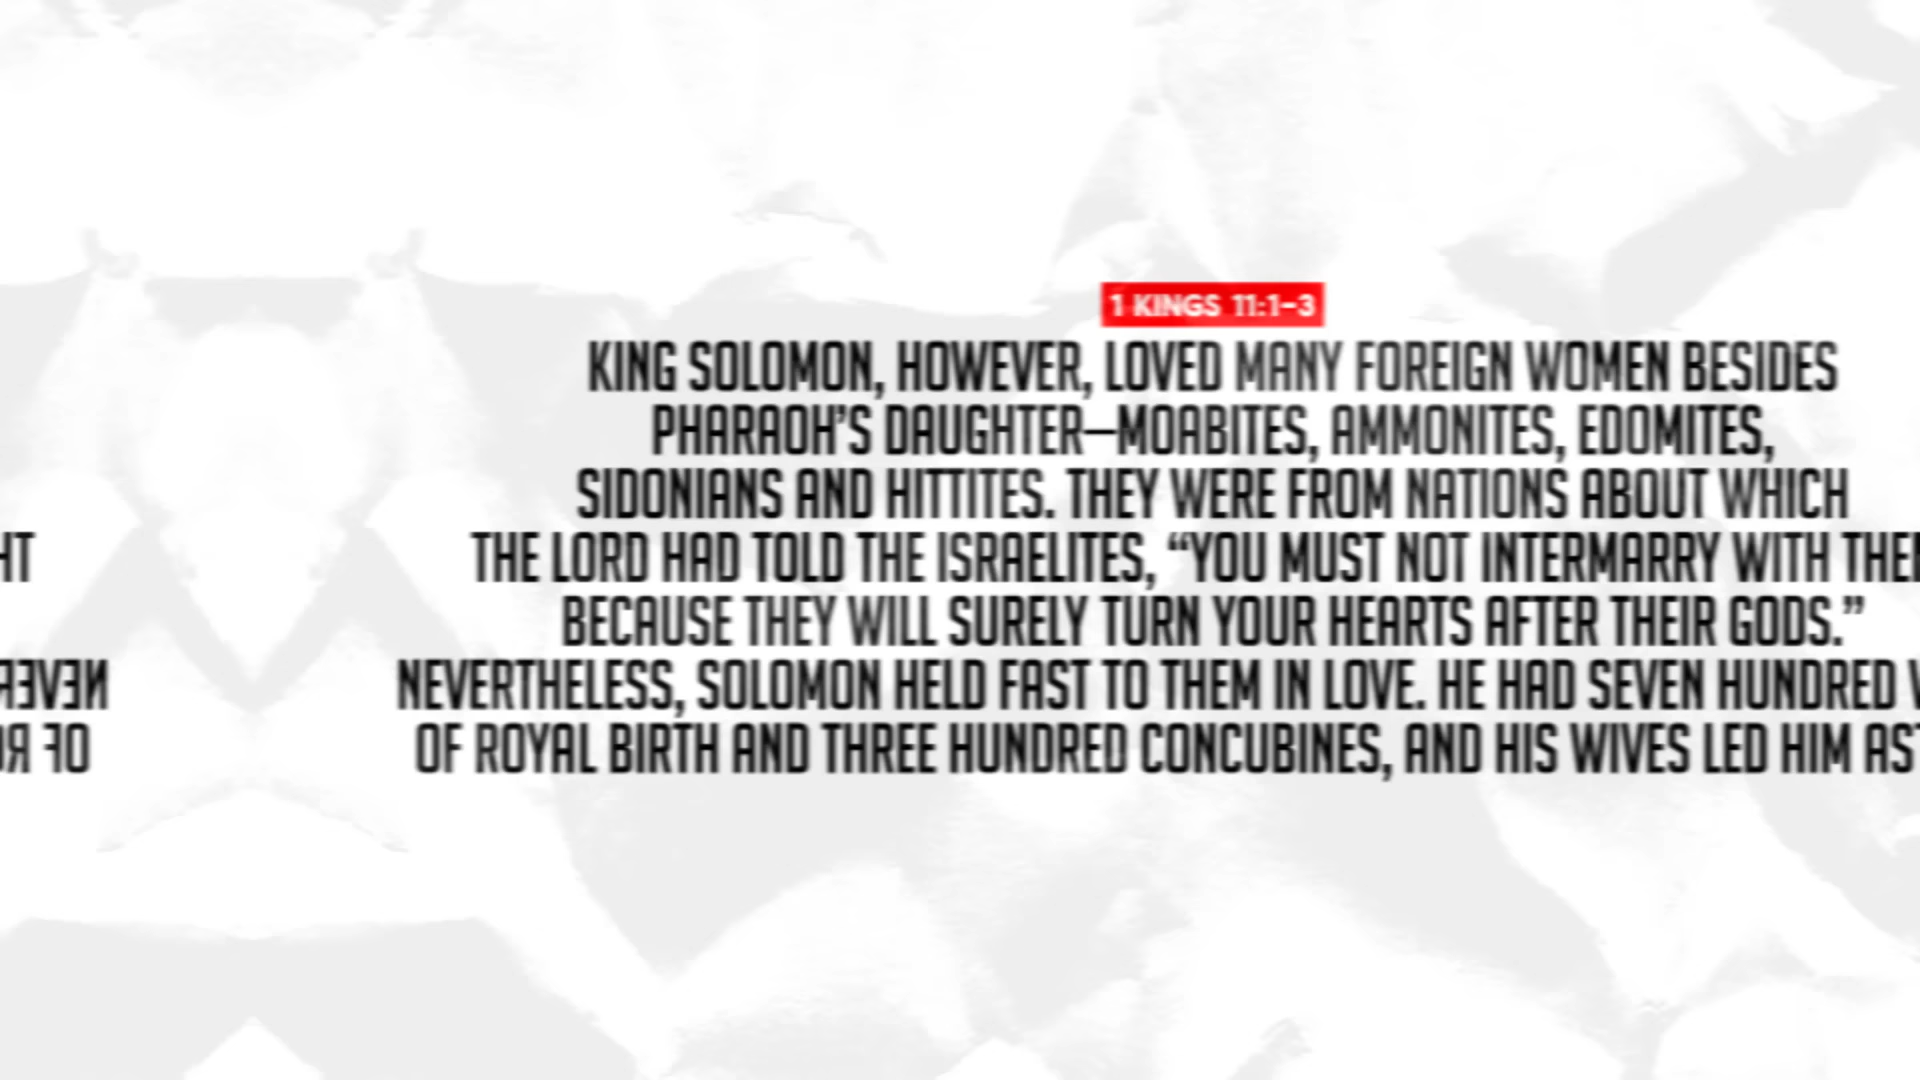 1 KINGS 11:1–3
KING SOLOMON, HOWEVER, LOVED MANY FOREIGN WOMEN BESIDES
PHARAOH’S DAUGHTER—MOABITES, AMMONITES, EDOMITES,
SIDONIANS AND HITTITES. THEY WERE FROM NATIONS ABOUT WHICH
THE LORD HAD TOLD THE ISRAELITES, “YOU MUST NOT INTERMARRY WITH
BECAUSE THEY WILL SURELY TURN YOUR HEARTS AFTER THEIR GODS.”
NEVERTHELESS, SOLOMON HELD FAST TO THEM IN LOVE. HE HAD SEVEN HUNDRED
OF ROYAL BIRTH AND THREE HUNDRED CONCUBINES, AND HIS WIVES LED HIM